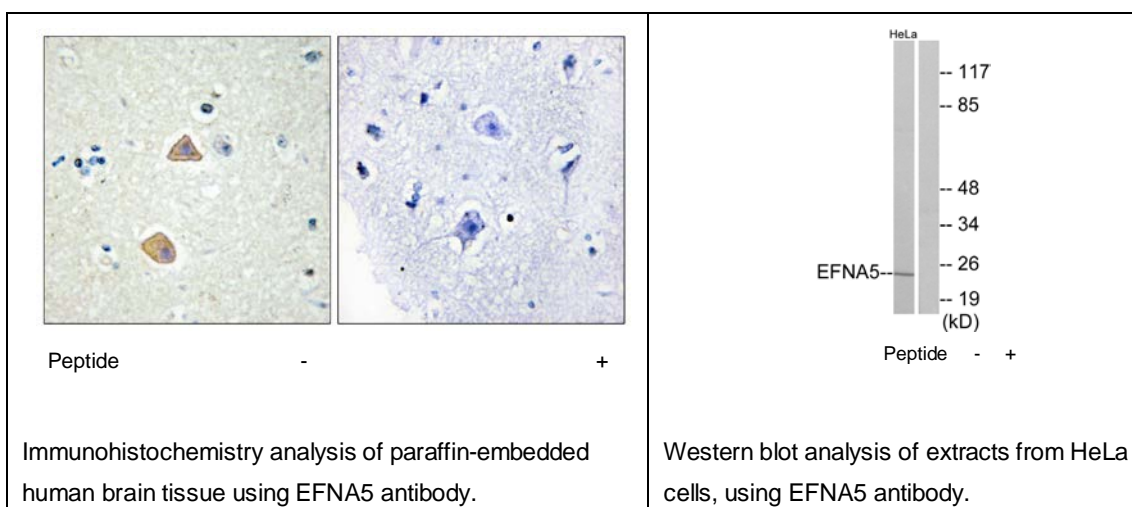 Peptide - +
Immunohistochemistry analysis of paraffin-embedded
human brain tissue using EFNA5 antibody.
HeLa
-- 117
-- 85
-- 48
-- 34
-- 26
EFNA5--
-- 19
(kD)
Peptide - +
Western blot analysis of extracts from HeLa
cells, using EFNA5 antibody.